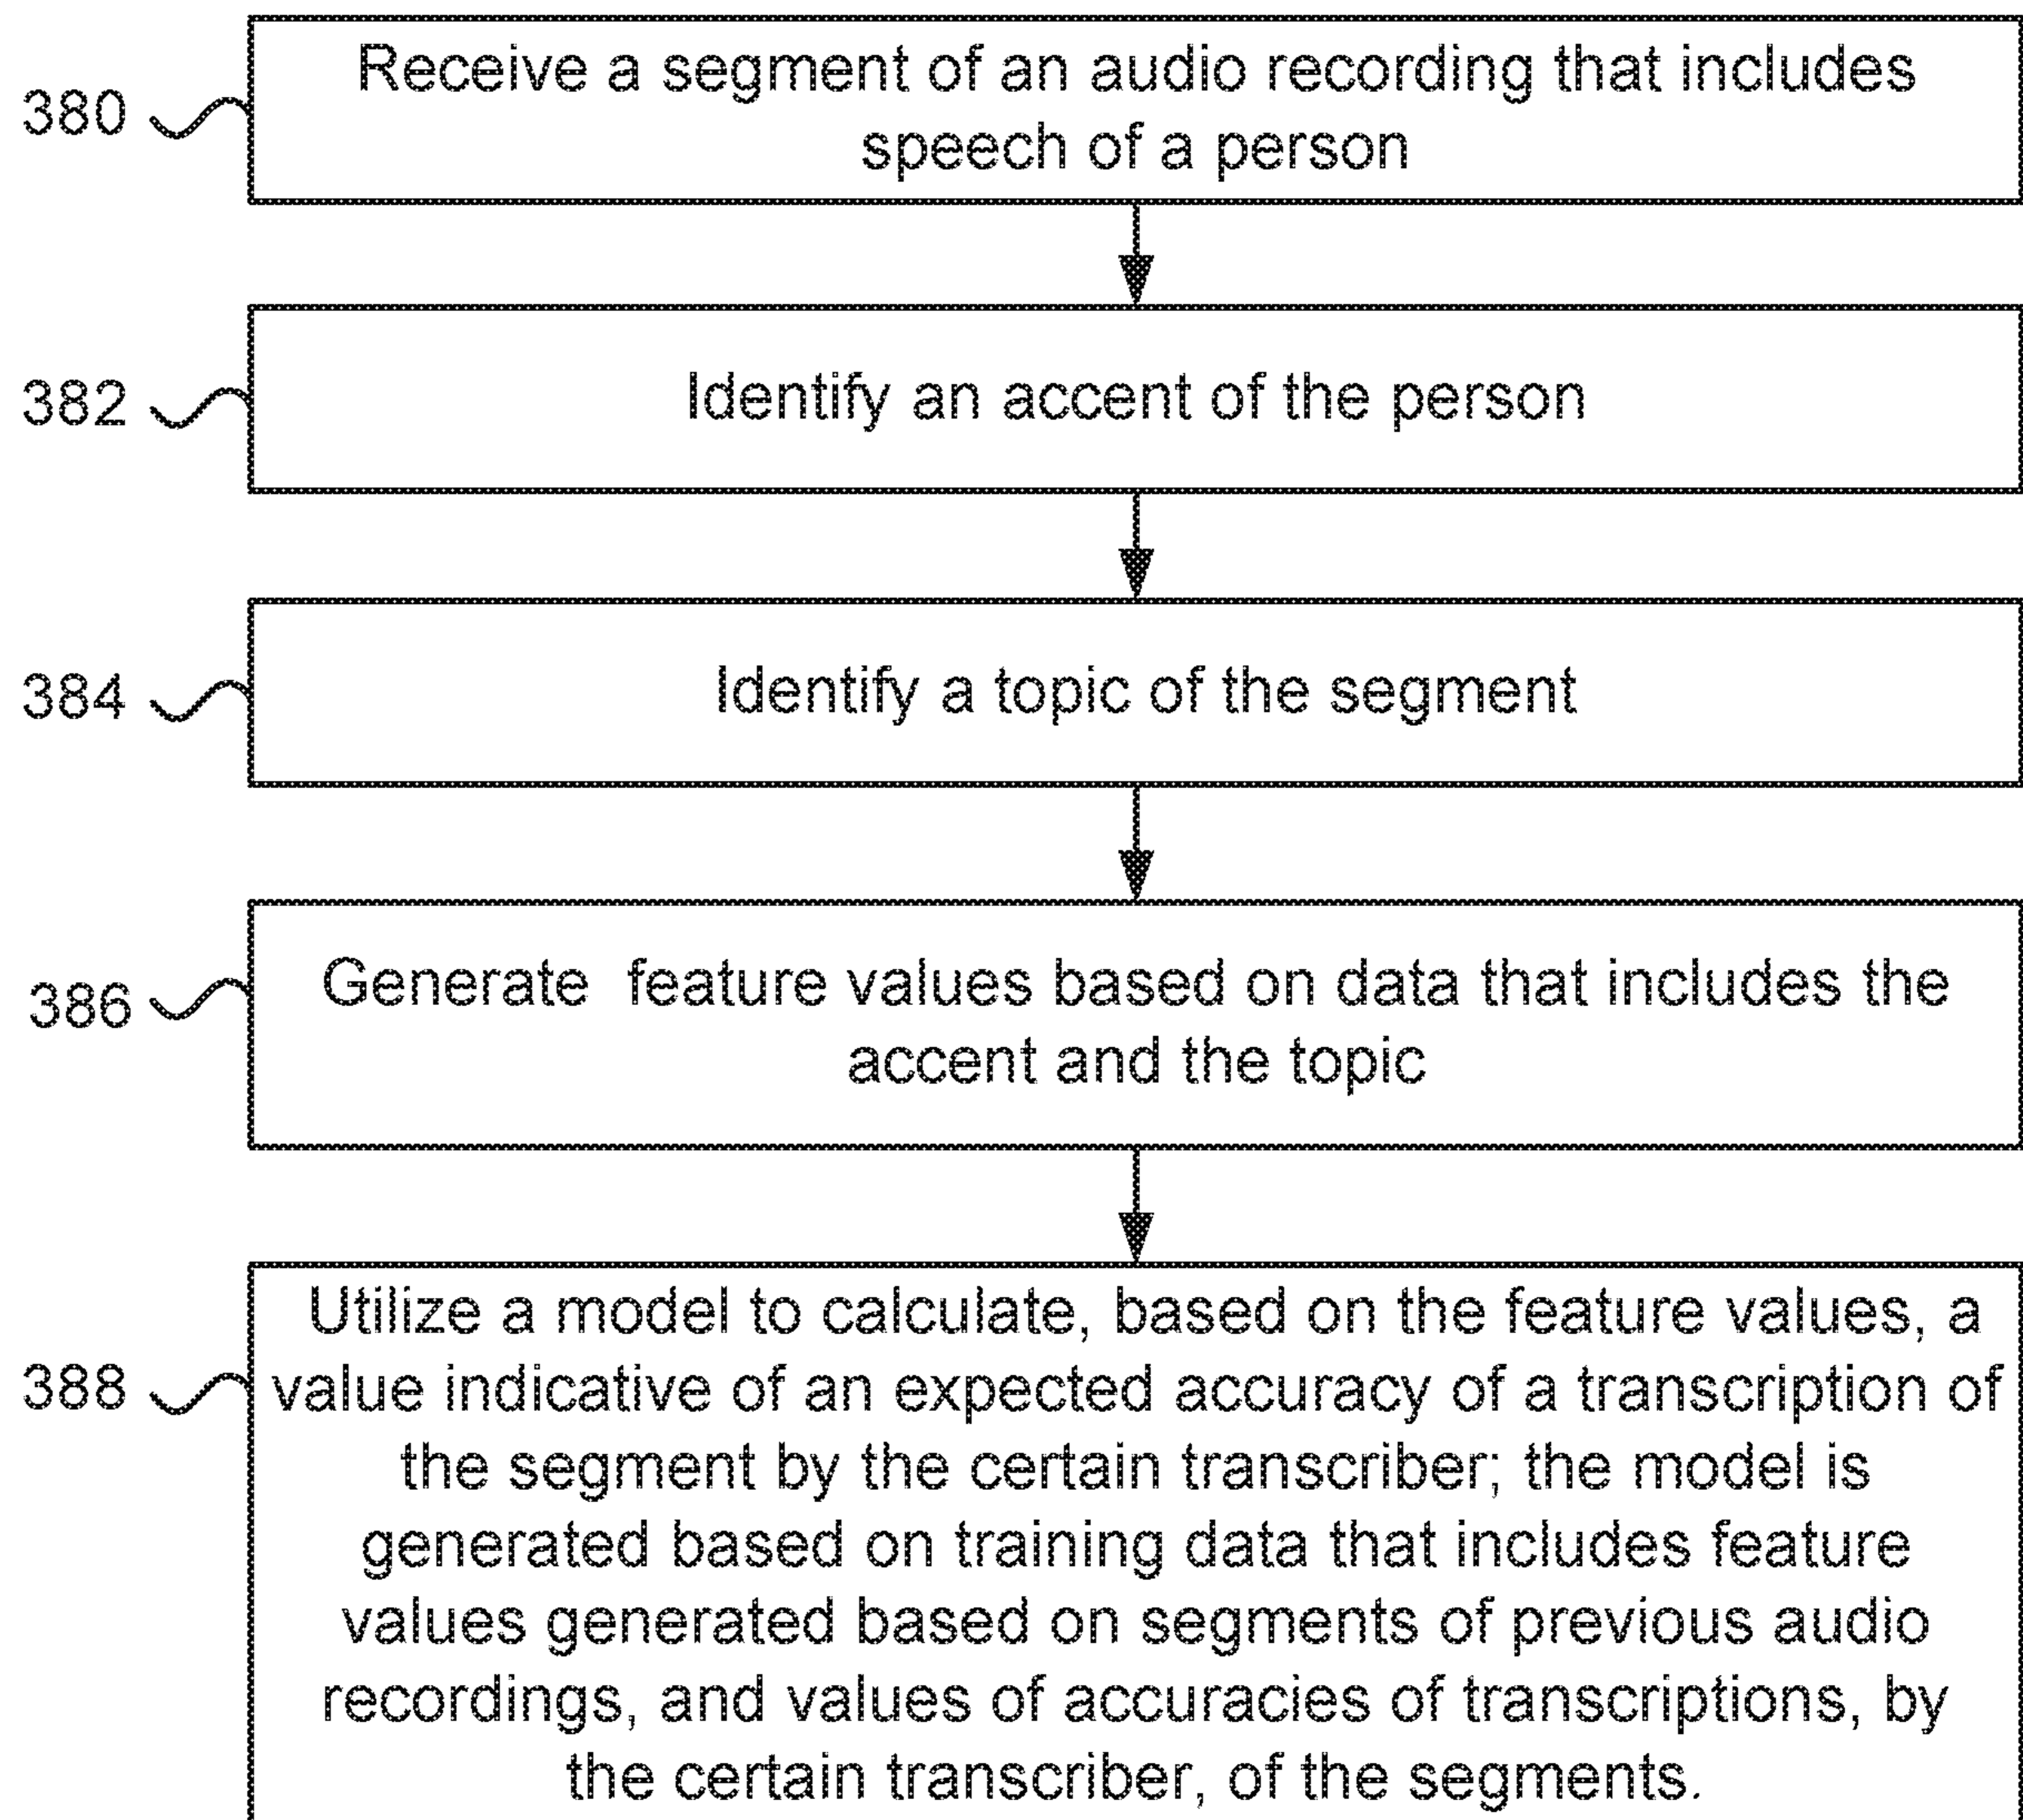 380
Receive a segment of an audio recording that includes
speech of a person
382
Identify an accent of the person
384
Identify a topic of the segment
386
Generate feature values based on data that includes the
accent and the topic
388
Utilize a model to calculate, based on the feature values, a
value indicative of an expected accuracy of a transcription of
the segment by the certain transcriber; the model is
generated based on training data that includes feature
values generated based on segments of previous audio
recordings, and values of accuracies of transcriptions, by
the certain transcriber, of the segments.